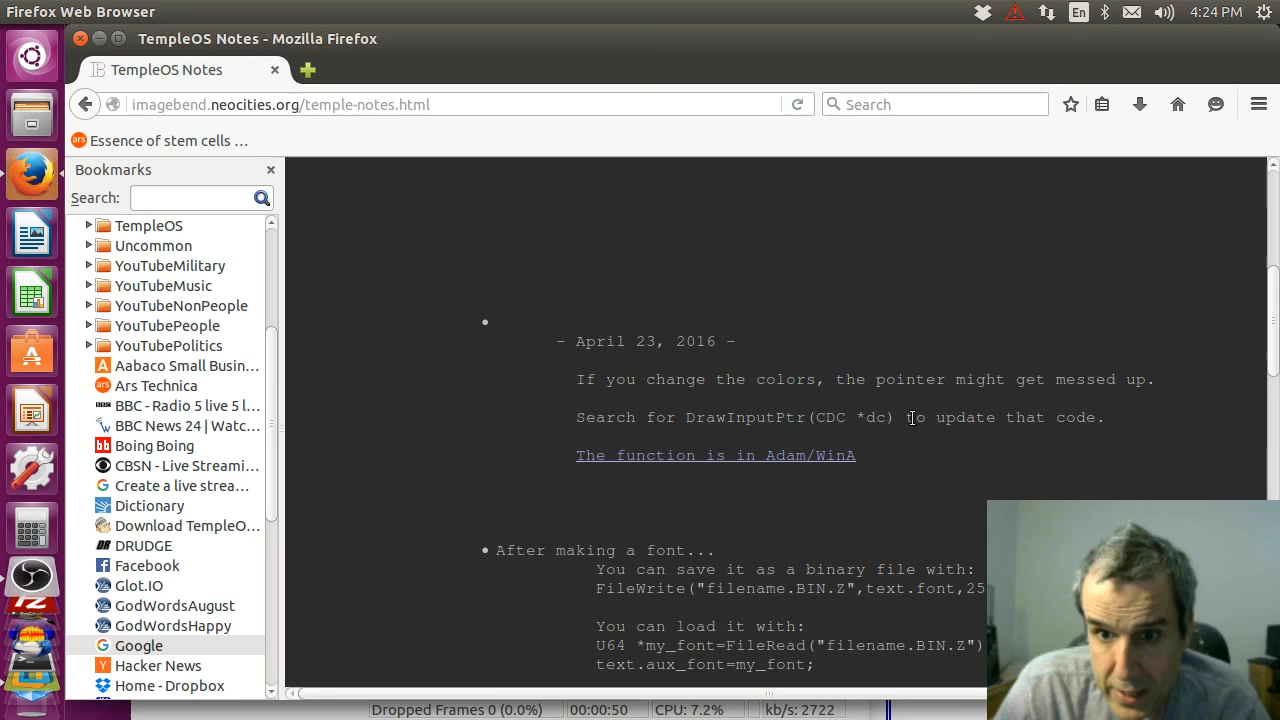 Firefox Web Browser
En
4:24 PM
TempleOS Notes - Mozilla Firefox
TempleOS Notes
imagebend.neocities.org/temple-notes.html
Search
ars Essence of stem cells …
Bookmarks
Search:
TempleOS
Uncommon
YouTubeMilitary
YouTubeMusic
YouTubeNonPeople
YouTubePeople
YouTubePolitics
Aabaco Small Busin…
ars Ars Technica
BBC - Radio 5 live 5 l…
BBC News 24 | Watc…
Boing Boing
CBSN - Live Streami…
Create a live strea…
Dictionary
Download TempleO…
DRUDGE
Facebook
Glot.IO
GodWordsAugust
GodWordsHappy
Google
Hacker News
Home - Dropbox
- April 23, 2016 -
If you change the colors, the pointer might get messed up.
Search for DrawInputPtr(CDC *dc) to update that code.
The function is in Adam/WinA
After making a font...
You can save it as a binary file with:
FileWrite("filename.BIN.Z",text.font,25
You can load it with:
U64 *my_font=FileRead("filename.BIN.Z")
text.aux_font=my_font;
Dropped Frames 0 (0.0%)
00:00:50
CPU: 7.2%
kb/s: 2722